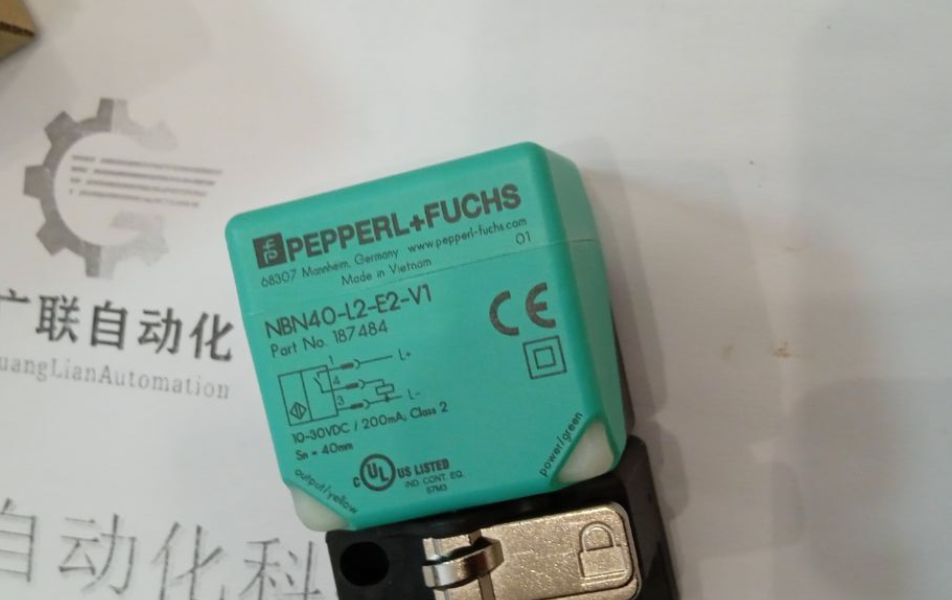 PEPPERL+FUCHS
68307 Mannheim, Germany www.pepperl-fuchs.com
Made in Vietnam 01
NBN40-L2-E2-V1
Part No. 187484
CE
1 L+
4
3 L-
10-30VDC / 200mA, Class 2
Sn = 40mm
output/yellow
C UL US LISTED
IND. CONT. EQ.
57M3
power/green
广联自动化
uangLianAutomation
自动化科